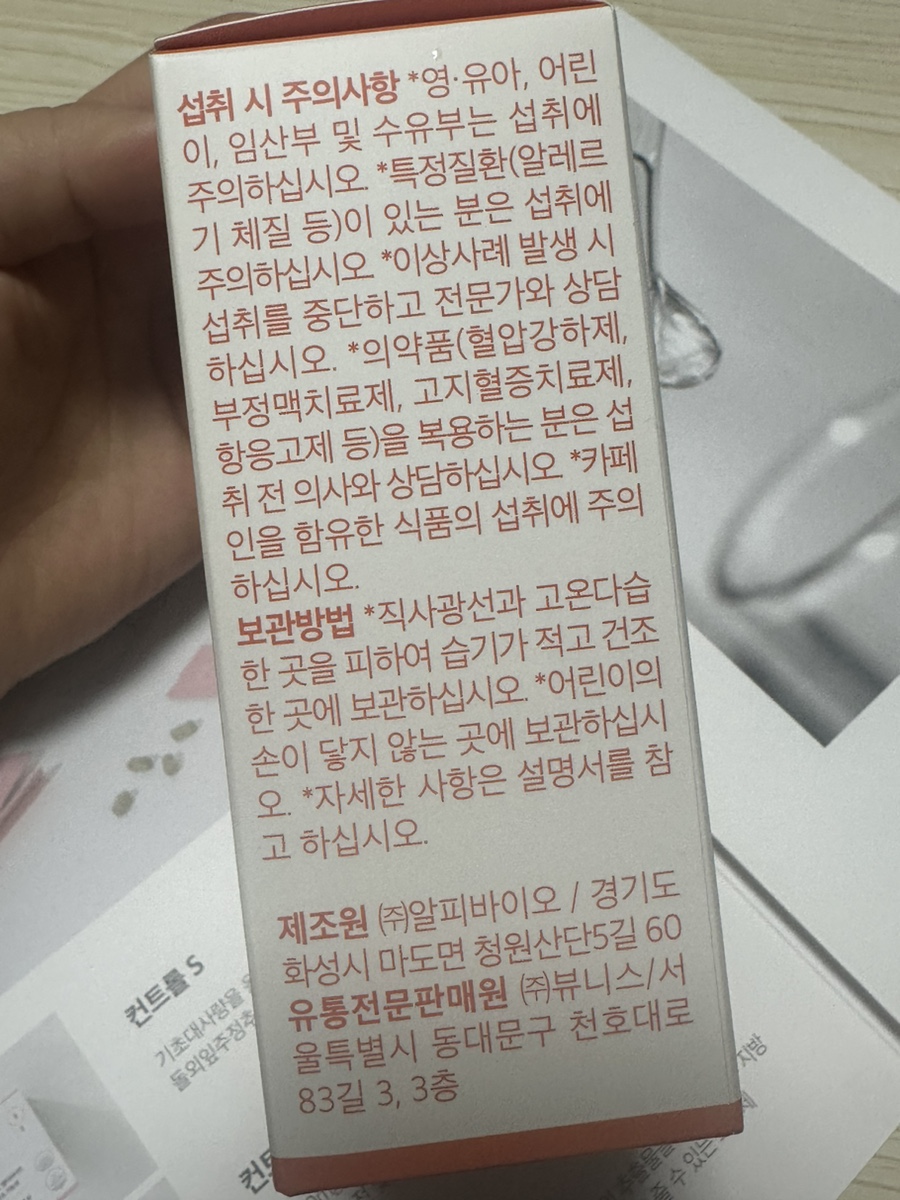 섭취 시 주의사항 *영·유아, 어린
이, 임산부 및 수유부는 섭취에
주의하십시오. *특정질환(알레르
기 체질 등)이 있는 분은 섭취에
주의하십시오 *이상사례 발생 시
섭취를 중단하고 전문가와 상담
하십시오. *의약품(혈압강하제,
부정맥치료제, 고지혈증치료제,
항응고제 등)을 복용하는 분은 섭
취 전 의사와 상담하십시오 *카페
인을 함유한 식품의 섭취에 주의
하십시오.
보관방법 *직사광선과 고온다습
한 곳을 피하여 습기가 적고 건조
한 곳에 보관하십시오. *어린이의
손이 닿지 않는 곳에 보관하십시
오. *자세한 사항은 설명서를 참
고 하십시오.
제조원 ㈜알피바이오 / 경기도
화성시 마도면 청원산단5길 60
유통전문판매원 ㈜뷰니스/서
울특별시 동대문구 천호대로
83길 3, 3층
컨트롤 S
기초대사량을
돌외잎주정추
지방